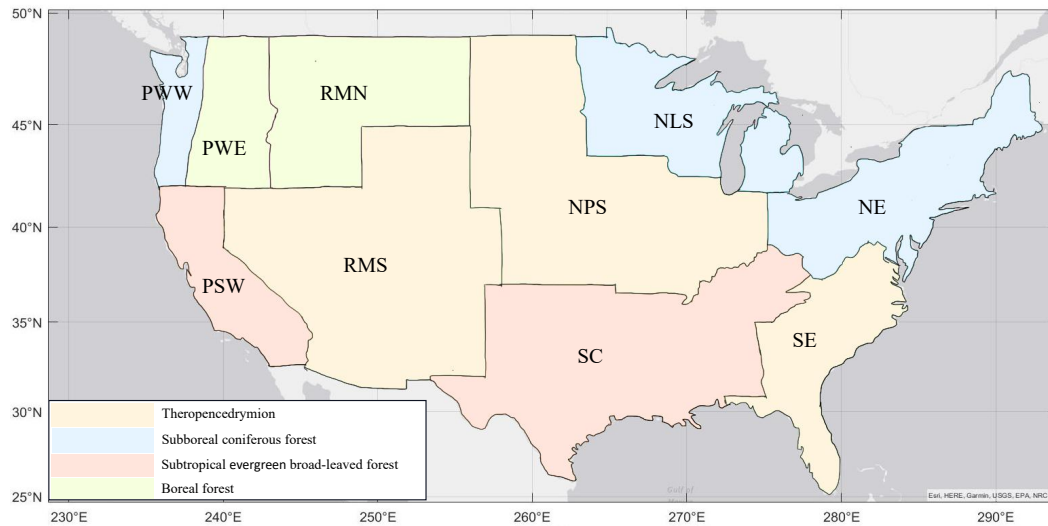 50°N
45°N
40°N
35°N
30°N
25°N
PWW
PWE
RMN
NLS
NE
NPS
RMS
PSW
SC
SE
Theropencedrymion
Subboreal coniferous forest
Subtropical evergreen broad-leaved forest
Boreal forest
Gulf of
Esri, HERE, Garmin, USGS, EPA, NRC
230°E 240°E 250°E 260°E 270°E 280°E 290°E